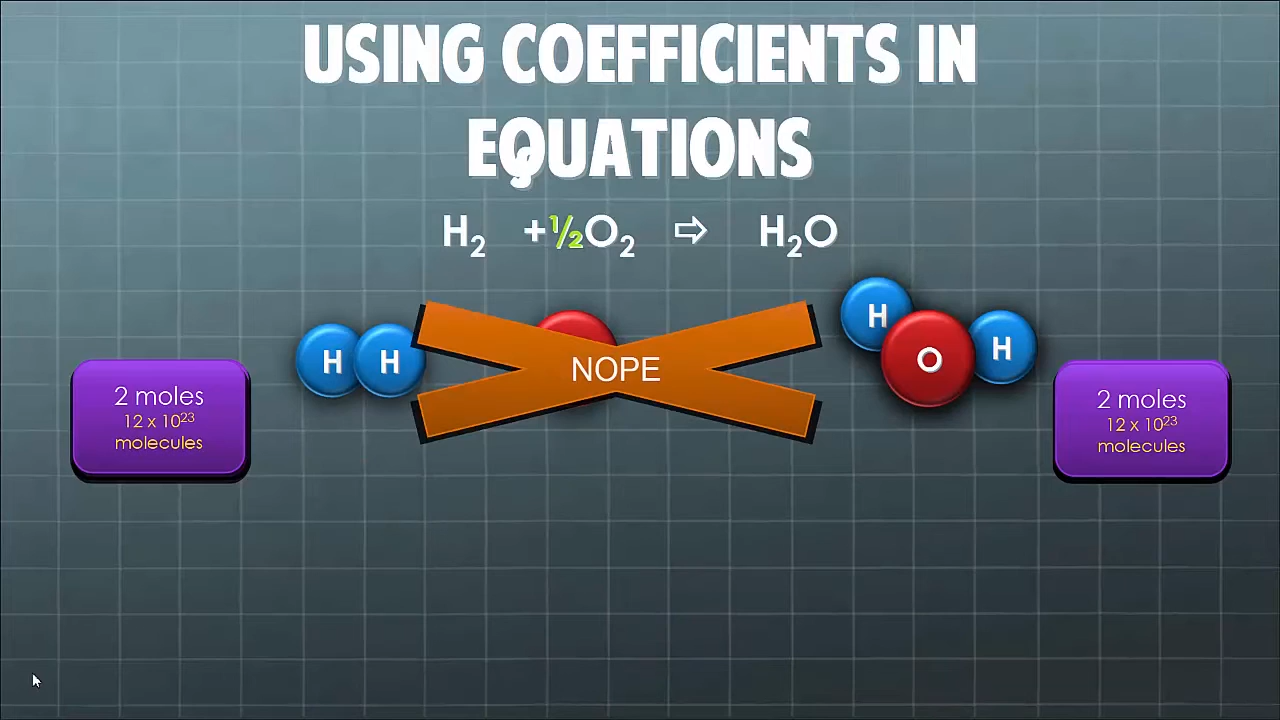 USING COEFFICIENTS IN
EQUATIONS
H₂ +½O₂ ⇨ H₂O
H H NOPE H O H
2 moles
12 x 10²³
molecules
2 moles
12 x 10²³
molecules